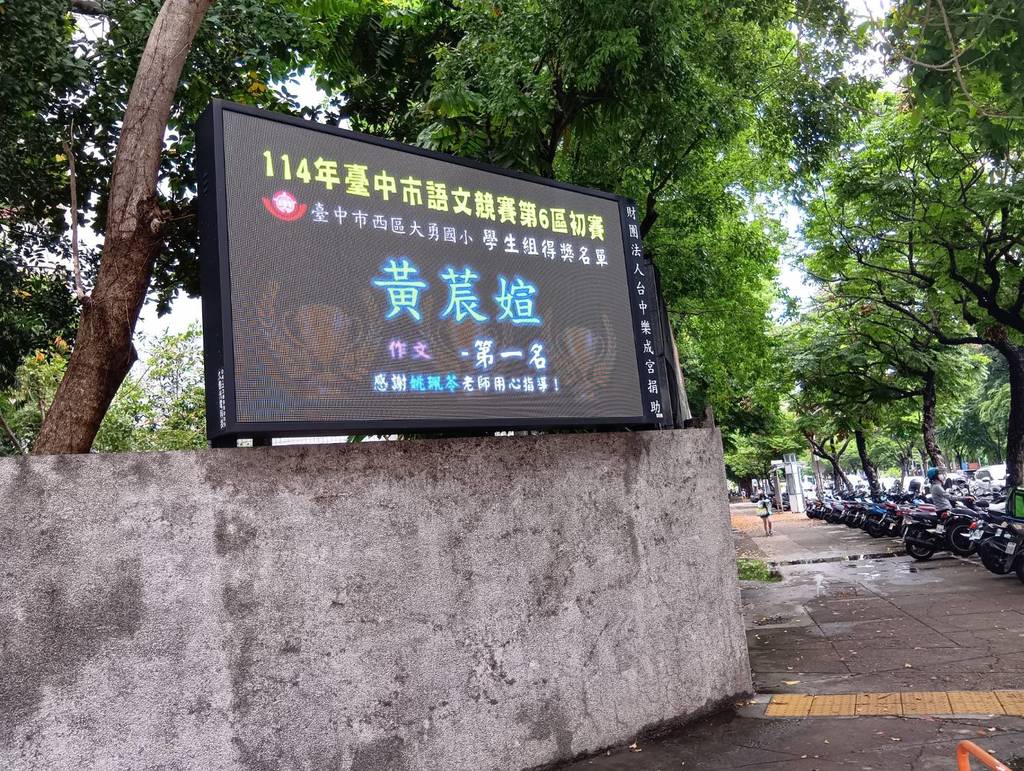 114年臺中市語文競賽第6區初賽
臺中市西區大勇國小 學生組得獎名單
黃莀媗
作文 -第一名
感謝姚珮苓老師用心指導！
財團法人台中樂成宮捐助